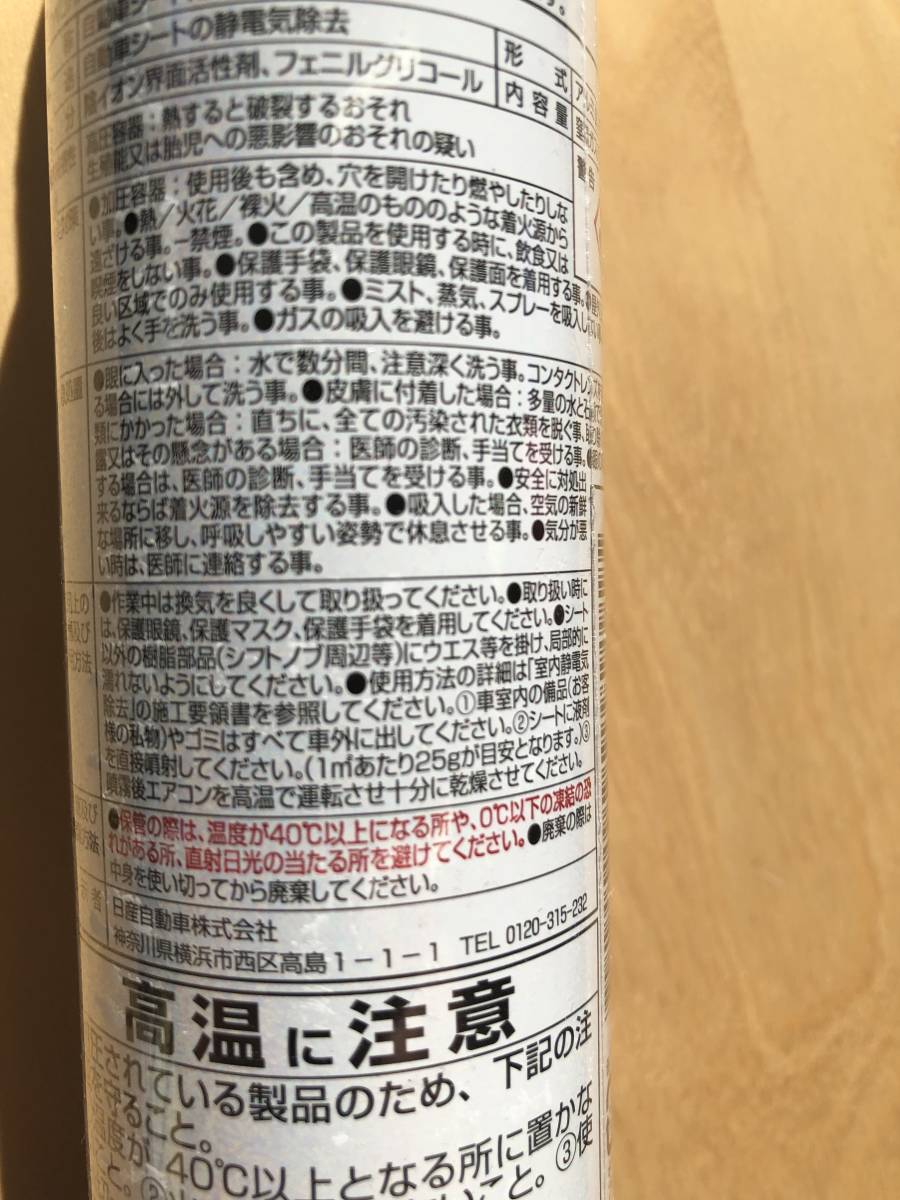 す。
自動車シート
自動車シートの静電気除去
形 式
陰イオン界面活性剤、フェニルグリコール
内容量
高圧容器：熱すると破裂するおそれ
生殖能又は胎児への悪影響のおそれの疑い
警告
●加圧容器：使用後も含め、穴を開けたり燃やしたりしな
い事。●熱／火花／裸火／高温のもののような着火源から
遠ざける事。−禁煙。●この製品を使用する時に、飲食又は
喫煙をしない事。●保護手袋、保護眼鏡、保護面を着用する事。
良い区域でのみ使用する事。●ミスト、蒸気、スプレーを吸入し
後はよく手を洗う事。●ガスの吸入を避ける事。
処置
●眼に入った場合：水で数分間、注意深く洗う事。コンタクトレンズ
る場合には外して洗う事。●皮膚に付着した場合：多量の水と
類にかかった場合：直ちに、全ての汚染された衣類を脱ぐ事、
露又はその懸念がある場合：医師の診断、手当てを受ける事。
する場合は、医師の診断、手当てを受ける事。●安全に対処出
来るならば着火源を除去する事。●吸入した場合、空気の新鮮
な場所に移し、呼吸しやすい姿勢で休息させる事。●気分が悪
い時は、医師に連絡する事。
上の
及び
方法
●作業中は換気を良くして取り扱ってください。●取り扱い時に
は、保護眼鏡、保護マスク、保護手袋を着用してください。●シート
以外の樹脂部品(シフトノブ周辺等)にウエス等を掛け、局部的に
濡れないようにしてください。●使用方法の詳細は「室内静電気
除去」の施工要領書を参照してください。①車室内の備品(お客
様の私物)やゴミはすべて車外に出してください。②シートに液剤
を直接噴射してください。(1㎡あたり25gが目安となります。)③
噴霧後エアコンを高温で運転させ十分に乾燥させてください。
及び
方法
●保管の際は、温度が40℃以上になる所や、0℃以下の凍結の恐
れがある所、直射日光の当たる所を避けてください。●廃棄の際は
中身を使い切ってから廃棄してください。
者
日産自動車株式会社
神奈川県横浜市西区高島1−1−1 TEL 0120-315-232
高温に注意
されている製品のため、下記の注
を守ること。
温度が40℃以上となる所に置かな
こと。③使